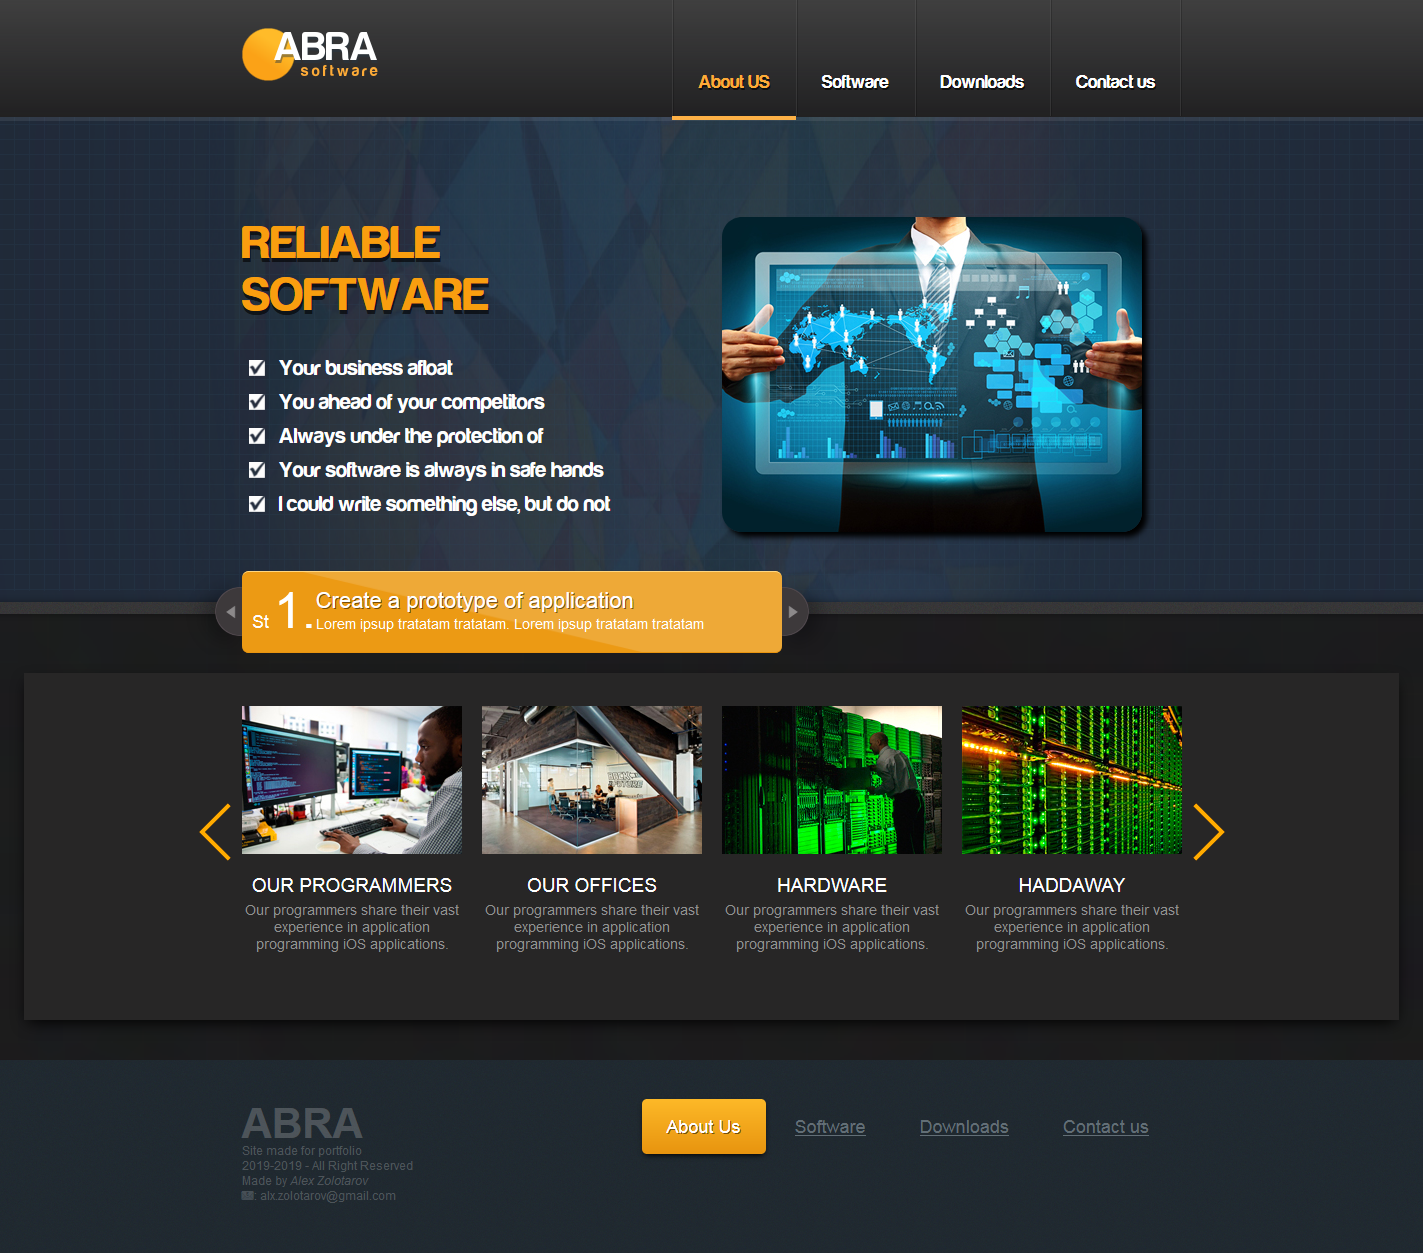 ABRA
software
About US
Software
Downloads
Contact us
RELIABLE
SOFTWARE
Your business afloat
You ahead of your competitors
Always under the protection of
Your software is always in safe hands
I could write something else, but do not
St 1. Create a prototype of application
Lorem ipsup tratatam tratatam. Lorem ipsup tratatam tratatam
OUR PROGRAMMERS
Our programmers share their vast
experience in application
programming iOS applications.
OUR OFFICES
Our programmers share their vast
experience in application
programming iOS applications.
HARDWARE
Our programmers share their vast
experience in application
programming iOS applications.
HADDAWAY
Our programmers share their vast
experience in application
programming iOS applications.
ABRA
Site made for portfolio
2019-2019 - All Right Reserved
Made by Alex Zolotarov
: alx.zolotarov@gmail.com
About Us
Software
Downloads
Contact us